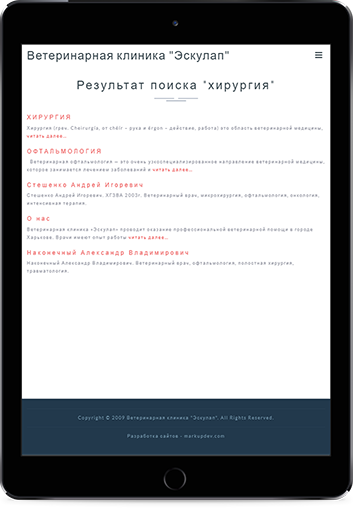 Ветеринарная клиника "Эскулап"
Результат поиска "хирургия"
ХИРУРГИЯ
Хирургия (греч. Cheirurgia, от chéir – рука и érgon – действие, работа) это область ветеринарной медицины,
читать далее...
ОФТАЛЬМОЛОГИЯ
Ветеринарная офтальмология — это очень узкоспециализированное направление ветеринарной медицины,
которое занимается лечением заболеваний и читать далее...
Стешенко Андрей Игоревич
Стешенко Андрей Игоревич. ХГЗВА 2003г. Ветеринарный врач, микрохирургия, офтальмология, онкология,
интенсивная терапия.
О нас
Ветеринарная клиника «Эскулап» проводит оказание профессиональной ветеринарной помощи в городе
Харькове. Врачи имеют опыт работы читать далее...
Наконечный Александр Владимирович
Наконечный Александр Владимирович. Ветеринарный врач, офтальмология, полостная хирургия,
травматология.
Copyright © 2009 Ветеринарная клиника "Эскулап". All Rights Reserved.
Разработка сайтов - markupdev.com